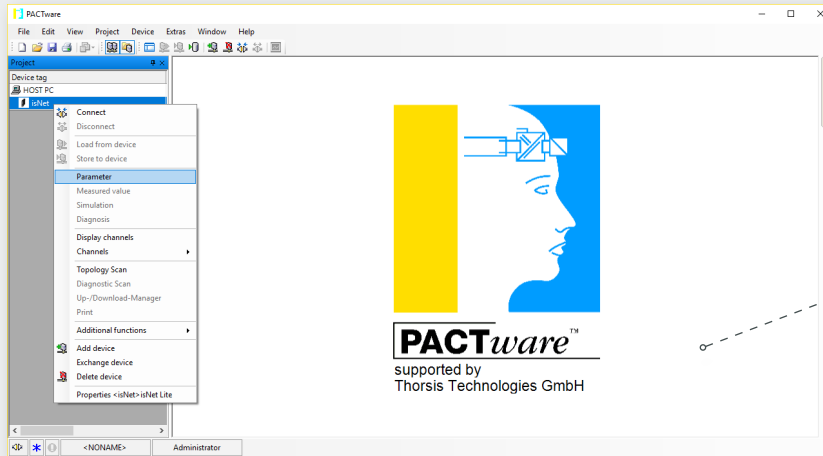 PACTware
File Edit View Project Device Extras Window Help
Project
Device tag
HOST PC
isNet
Connect
Disconnect
Load from device
Store to device
Parameter
Measured value
Simulation
Diagnosis
Display channels
Channels
Topology Scan
Diagnostic Scan
Up-/Download-Manager
Print
Additional functions
Add device
Exchange device
Delete device
Properties <isNet>isNet Lite
PACTware™
supported by
Thorsis Technologies GmbH
<NONAME> Administrator